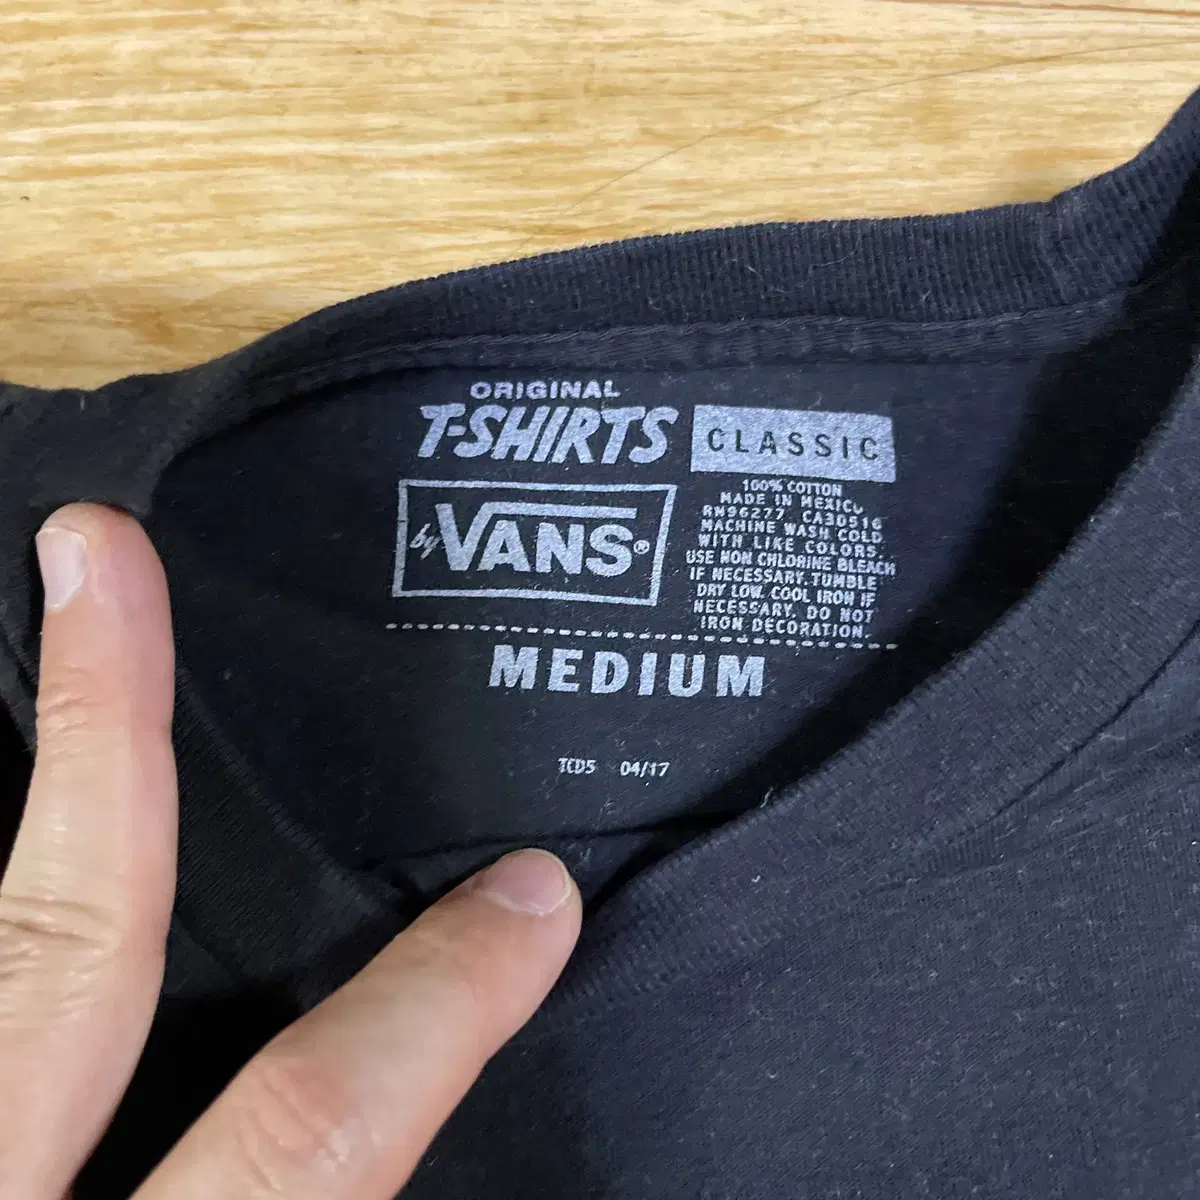 ORIGINAL
T-SHIRTS
by VANS®
CLASSIC
100% COTTON
MADE IN MEXICO
RN96277 CA30516
MACHINE WASH COLD
WITH LIKE COLORS.
USE NON CHLORINE BLEACH
IF NECESSARY. TUMBLE
DRY LOW. COOL IRON IF
NECESSARY. DO NOT
IRON DECORATION.
MEDIUM
TCD5 04/17